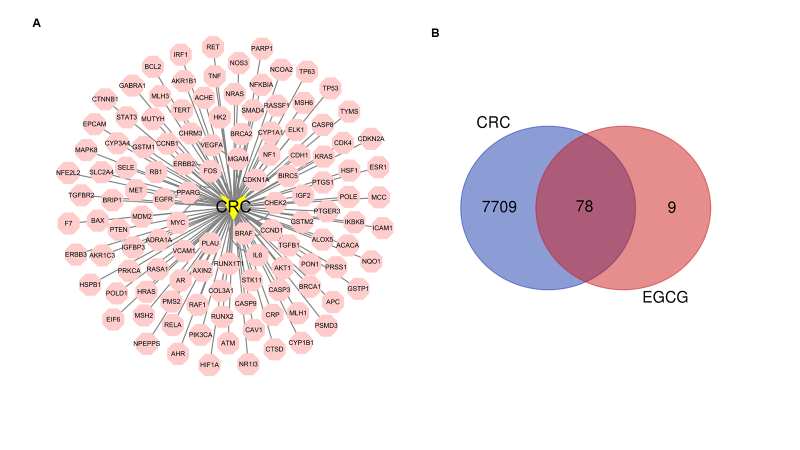 A
B
RET
PARP1
IRF1
NOS3
BCL2
NCOA2
TP63
AKR1B1
TNF
NFKBIA
GABRA1
TP53
CTNNB1
MLH3
ACHE
NRAS
MSH6
RASSF1
TERT
SMAD4
TYMS
EPCAM
STAT3
MUTYH
HK2
CASP8
CHRM3
BRCA2
CYP1A1
ELK1
MAPK8
CYP3A4
GSTM1
CCNB1
VEGFA
CDK4
CDKN2A
NFE2L2
SLC2A4
SELE
RB1
ERBB2
FOS
MGAM
NF1
CDH1
KRAS
HSF1
ESR1
TGFBR2
BRIP1
MET
EGFR
PPARG
CDKN1A
BIRC5
PTGS1
IGF2
POLE
MCC
CRC
CHEK2
F7
BAX
PTEN
MDM2
MYC
PTGER3
GSTM2
IKBKB
ICAM1
BRAF
CCND1
ERBB3
AKR1C3
IGFBP3
ADRA1A
VCAM1
PLAU
TGFB1
ALOX5
ACACA
NQO1
IL6
HSPB1
PRKCA
RASA1
AXIN2
RUNX1T1
AKT1
PON1
PRSS1
POLD1
HRAS
AR
COL3A1
STK11
CASP3
BRCA1
GSTP1
EIF6
MSH2
PMS2
RAF1
RUNX2
CASP9
CRP
MLH1
APC
NPEPPS
RELA
PIK3CA
ATM
CAV1
CTSD
CYP1B1
PSMD3
AHR
HIF1A
NR1I3
CRC
7709
78
9
EGCG